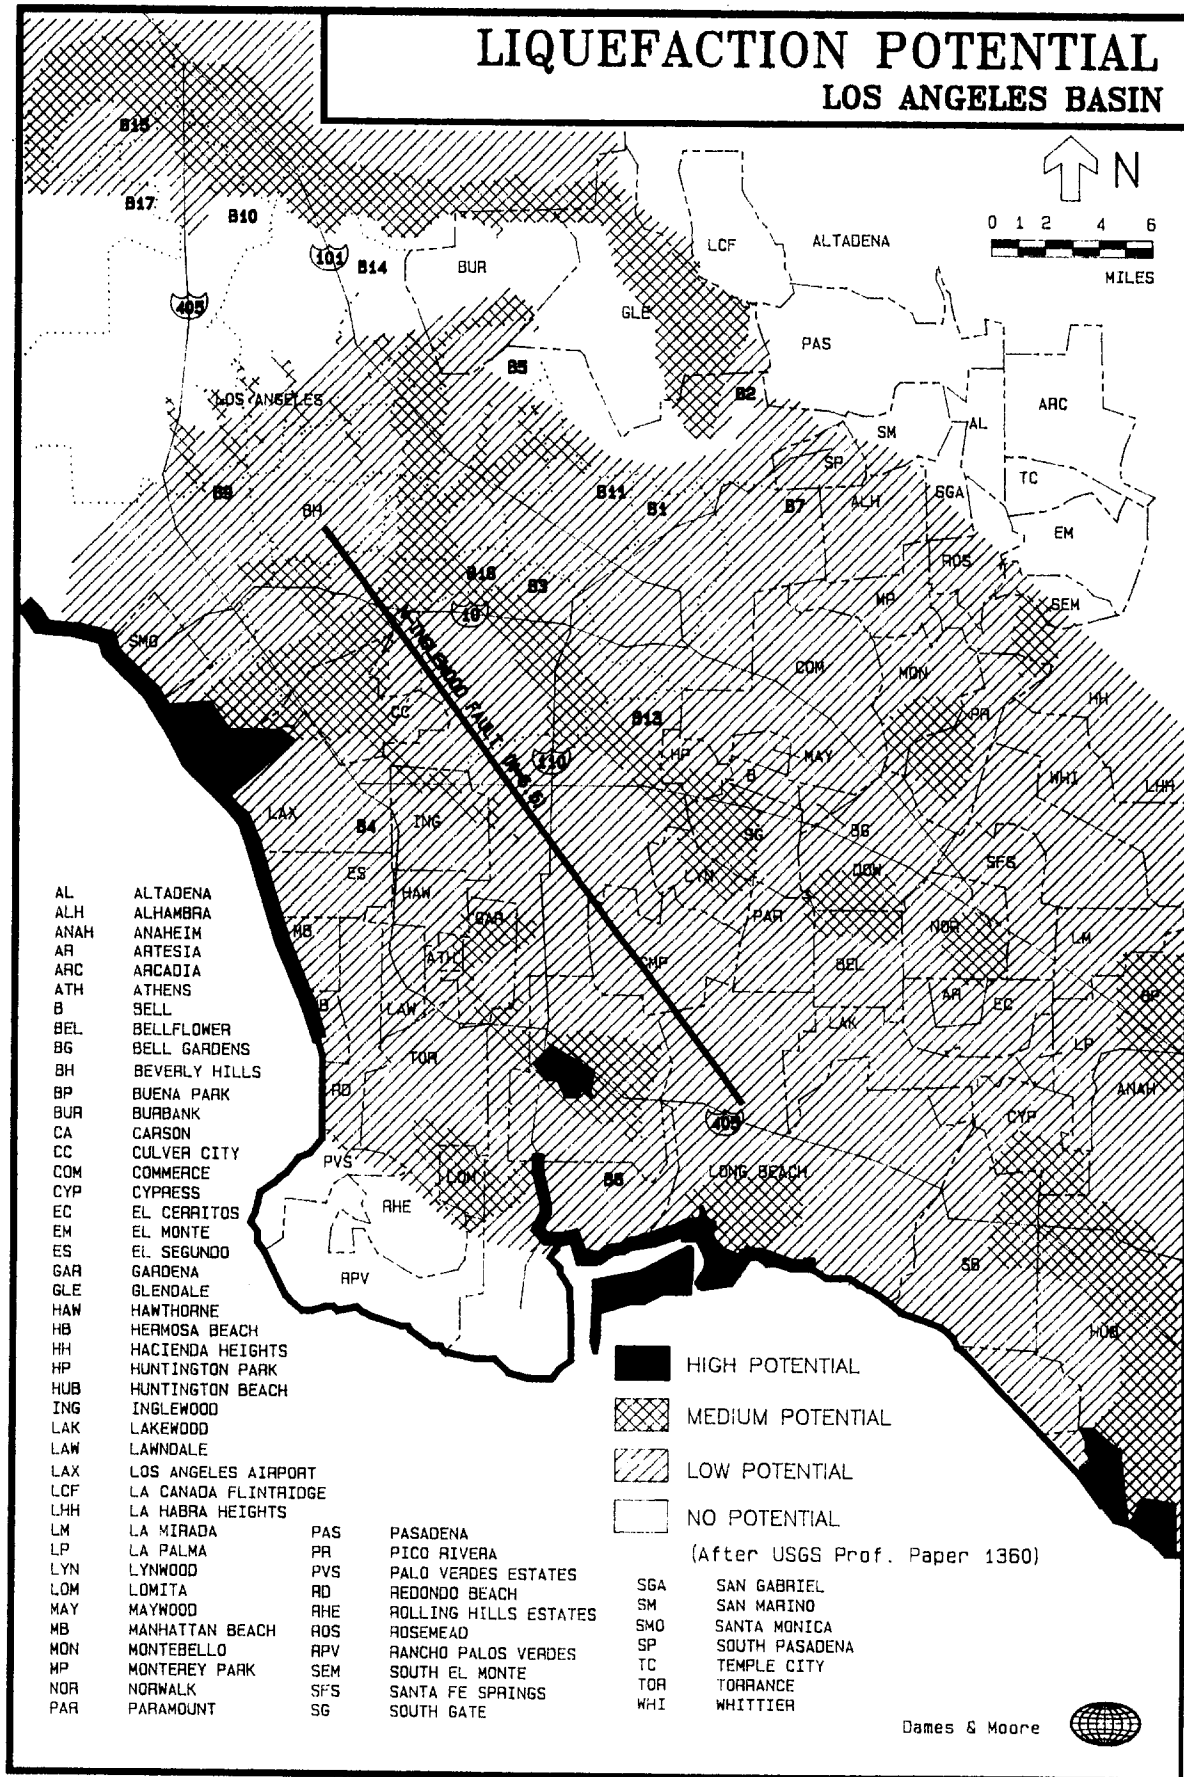 LIQUEFACTION POTENTIAL
LOS ANGELES BASIN
N
0 1 2 4 6
MILES
B15
B17
B10
101
B14
BUR
LCF
ALTADENA
405
GLE
PAS
B5
B2
LOS ANGELES
ARC
AL
SM
SP
TC
B9
B11
B1
B7
ALH
SGA
BH
EM
ROS
B16
B3
MP
SEM
10
SMO
COM
MON
HH
CC
N-INGLEWOOD FAULT
B13
PR
110
HP
B
MAY
WHI
LHH
LAX
B4
ING
SG
BG
ES
HAW
LYN
DOW
SFS
GAR
PAR
MB
NOR
LM
ATH
CMP
BEL
AR
EC
BP
LAW
LAK
TOR
LP
RD
ANAH
405
CYP
PVS
LOM
B6
LONG BEACH
RHE
SB
RPV
HUB
AL ALTADENA
ALH ALHAMBRA
ANAH ANAHEIM
AR ARTESIA
ARC ARCADIA
ATH ATHENS
B BELL
BEL BELLFLOWER
BG BELL GARDENS
BH BEVERLY HILLS
BP BUENA PARK
BUR BURBANK
CA CARSON
CC CULVER CITY
COM COMMERCE
CYP CYPRESS
EC EL CERRITOS
EM EL MONTE
ES EL SEGUNDO
GAR GARDENA
GLE GLENDALE
HAW HAWTHORNE
HB HERMOSA BEACH
HH HACIENDA HEIGHTS
HP HUNTINGTON PARK
HUB HUNTINGTON BEACH
ING INGLEWOOD
LAK LAKEWOOD
LAW LAWNDALE
LAX LOS ANGELES AIRPORT
LCF LA CANADA FLINTRIDGE
LHH LA HABRA HEIGHTS
LM LA MIRADA
LP LA PALMA
LYN LYNWOOD
LOM LOMITA
MAY MAYWOOD
MB MANHATTAN BEACH
MON MONTEBELLO
MP MONTEREY PARK
NOR NORWALK
PAR PARAMOUNT
PAS PASADENA
PR PICO RIVERA
PVS PALO VERDES ESTATES
RD REDONDO BEACH
RHE ROLLING HILLS ESTATES
ROS ROSEMEAD
RPV RANCHO PALOS VERDES
SEM SOUTH EL MONTE
SFS SANTA FE SPRINGS
SG SOUTH GATE
SGA SAN GABRIEL
SM SAN MARINO
SMO SANTA MONICA
SP SOUTH PASADENA
TC TEMPLE CITY
TOR TORRANCE
WHI WHITTIER
HIGH POTENTIAL
MEDIUM POTENTIAL
LOW POTENTIAL
NO POTENTIAL
(After USGS Prof. Paper 1360)
Dames & Moore